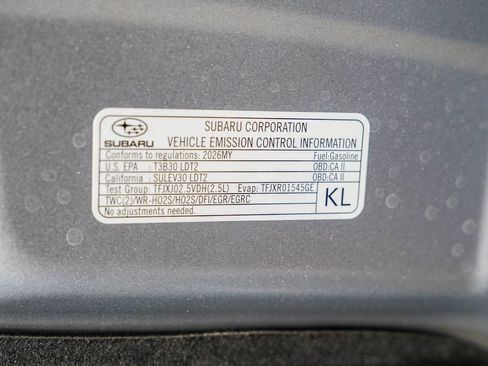 SUBARU
SUBARU CORPORATION
VEHICLE EMISSION CONTROL INFORMATION
Conforms to regulations: 2026MY Fuel:Gasoline
U.S. EPA : T3B30 LDT2 OBD:CA II
California : SULEV30 LDT2 OBD:CA II
Test Group: TFJXJ02.5VDH(2.5L) Evap: TFJXR01545GE
TWC(2)/WR-HO2S/HO2S/DFI/EGR/EGRC
No adjustments needed.
KL